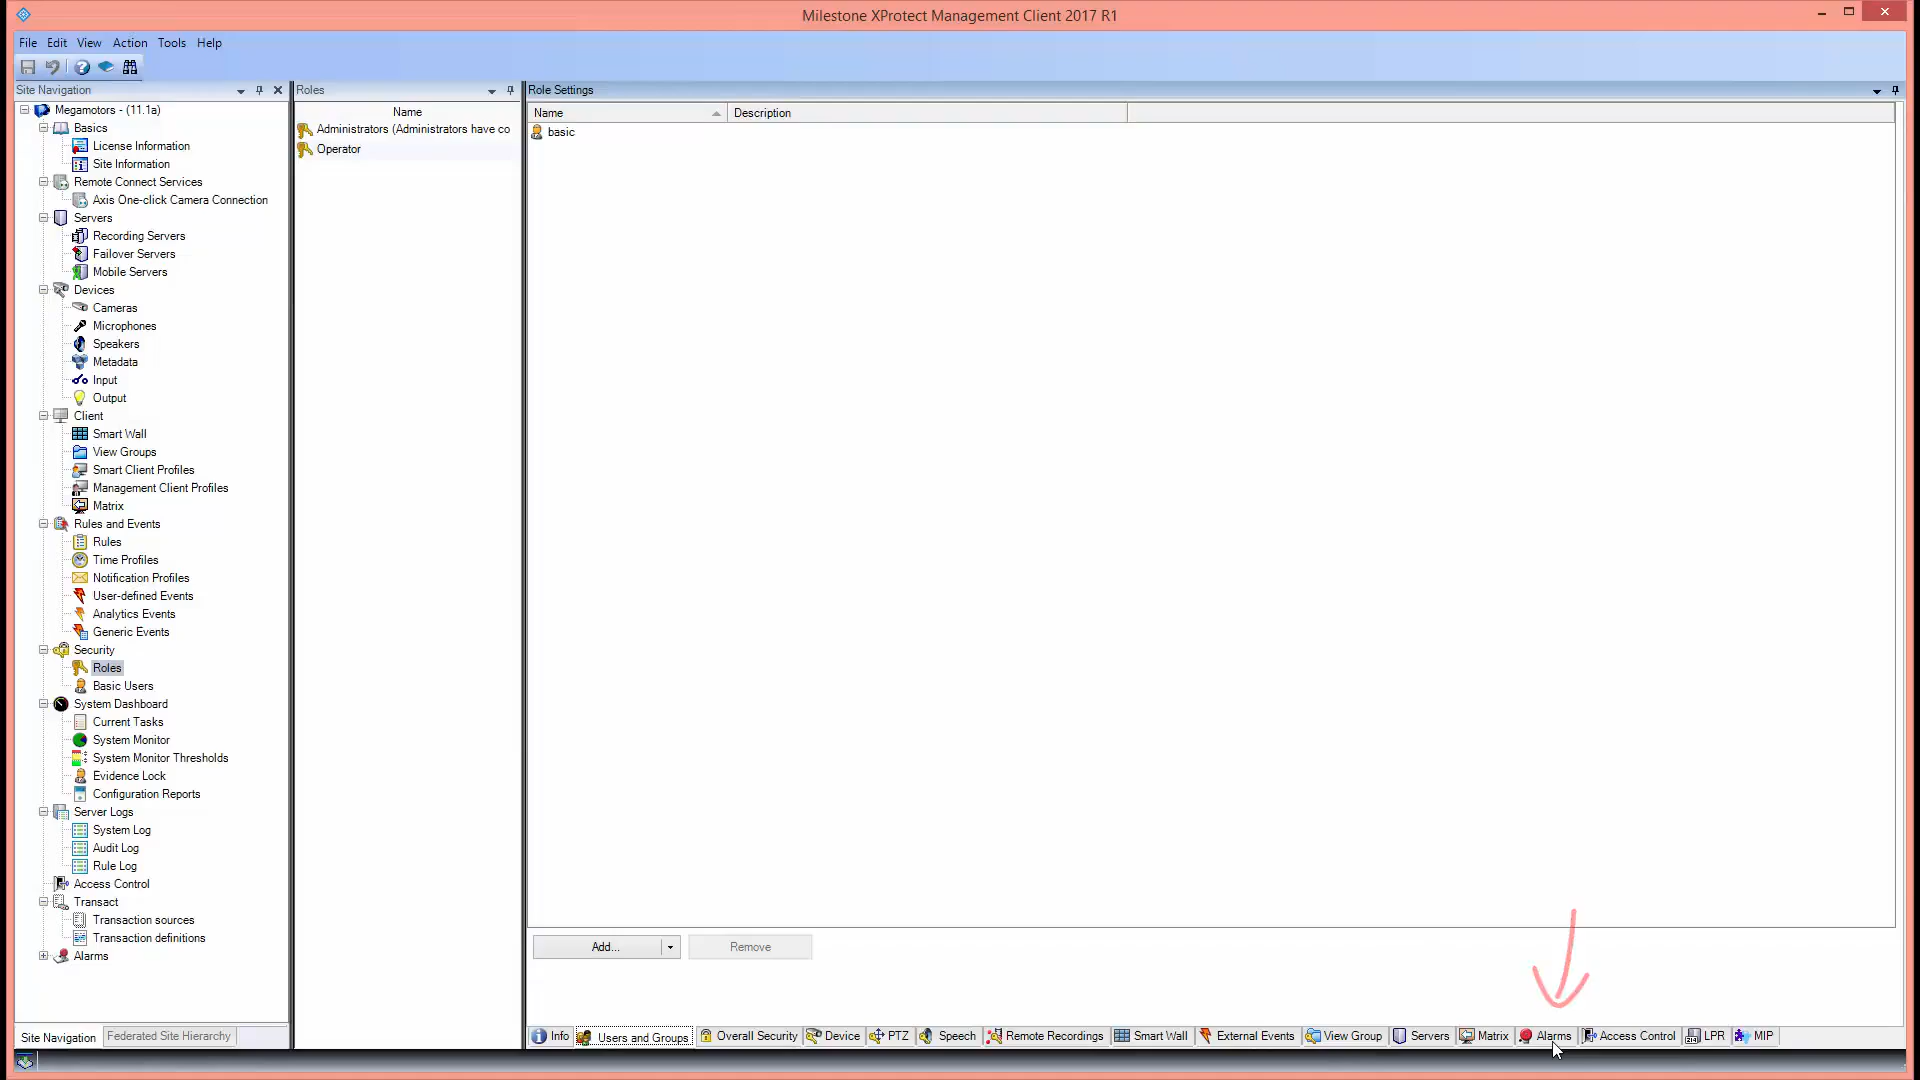 Milestone XProtect Management Client 2017 R1
File Edit View Action Tools Help
Site Navigation
Megamotors - (11.1a)
Basics
License Information
Site Information
Remote Connect Services
Axis One-click Camera Connection
Servers
Recording Servers
Failover Servers
Mobile Servers
Devices
Cameras
Microphones
Speakers
Metadata
Input
Output
Client
Smart Wall
View Groups
Smart Client Profiles
Management Client Profiles
Matrix
Rules and Events
Rules
Time Profiles
Notification Profiles
User-defined Events
Analytics Events
Generic Events
Security
Roles
Basic Users
System Dashboard
Current Tasks
System Monitor
System Monitor Thresholds
Evidence Lock
Configuration Reports
Server Logs
System Log
Audit Log
Rule Log
Access Control
Transact
Transaction sources
Transaction definitions
Alarms
Site Navigation Federated Site Hierarchy
Roles
Name
Administrators (Administrators have co
Operator
Role Settings
Name Description
basic
Add... Remove
Info Users and Groups Overall Security Device PTZ Speech Remote Recordings Smart Wall External Events View Group Servers Matrix Alarms Access Control LPR MIP